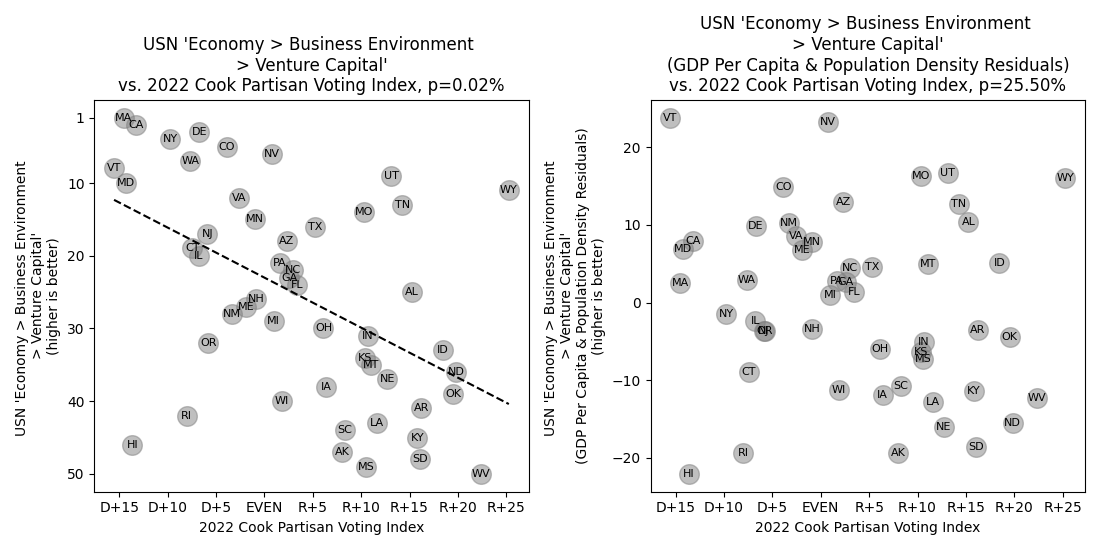 USN 'Economy > Business Environment
> Venture Capital'
vs. 2022 Cook Partisan Voting Index, p=0.02%
USN 'Economy > Business Environment
> Venture Capital'
(higher is better)
1
10
20
30
40
50
MA
CA
NY
DE
CO
WA
NV
VT
MD
UT
WY
VA
TN
MN
MO
TX
NJ
AZ
CT
IL
PA
NC
GA
FL
AL
NH
ME
NM
MI
OH
IN
RI
HI
OR
KS
MT
ID
ND
NE
IA
OK
WI
AR
LA
SC
KY
AK
SD
MS
WV
D+15
D+10
D+5
EVEN
R+5
R+10
R+15
R+20
R+25
2022 Cook Partisan Voting Index
USN 'Economy > Business Environment
> Venture Capital'
(GDP Per Capita & Population Density Residuals)
vs. 2022 Cook Partisan Voting Index, p=25.50%
USN 'Economy > Business Environment
> Venture Capital'
(GDP Per Capita & Population Density Residuals)
(higher is better)
20
10
0
−10
−20
VT
NV
MO
UT
WY
CO
AZ
TN
DE
NM
AL
VA
MN
CA
MD
ME
MT
ID
NC
TX
WA
MA
PA
GA
FL
MI
NY
IL
NJ
OR
NH
AR
OK
IN
OH
KS
MS
CT
SC
WI
IA
KY
WV
LA
ND
NE
SD
RI
AK
HI
D+15
D+10
D+5
EVEN
R+5
R+10
R+15
R+20
R+25
2022 Cook Partisan Voting Index